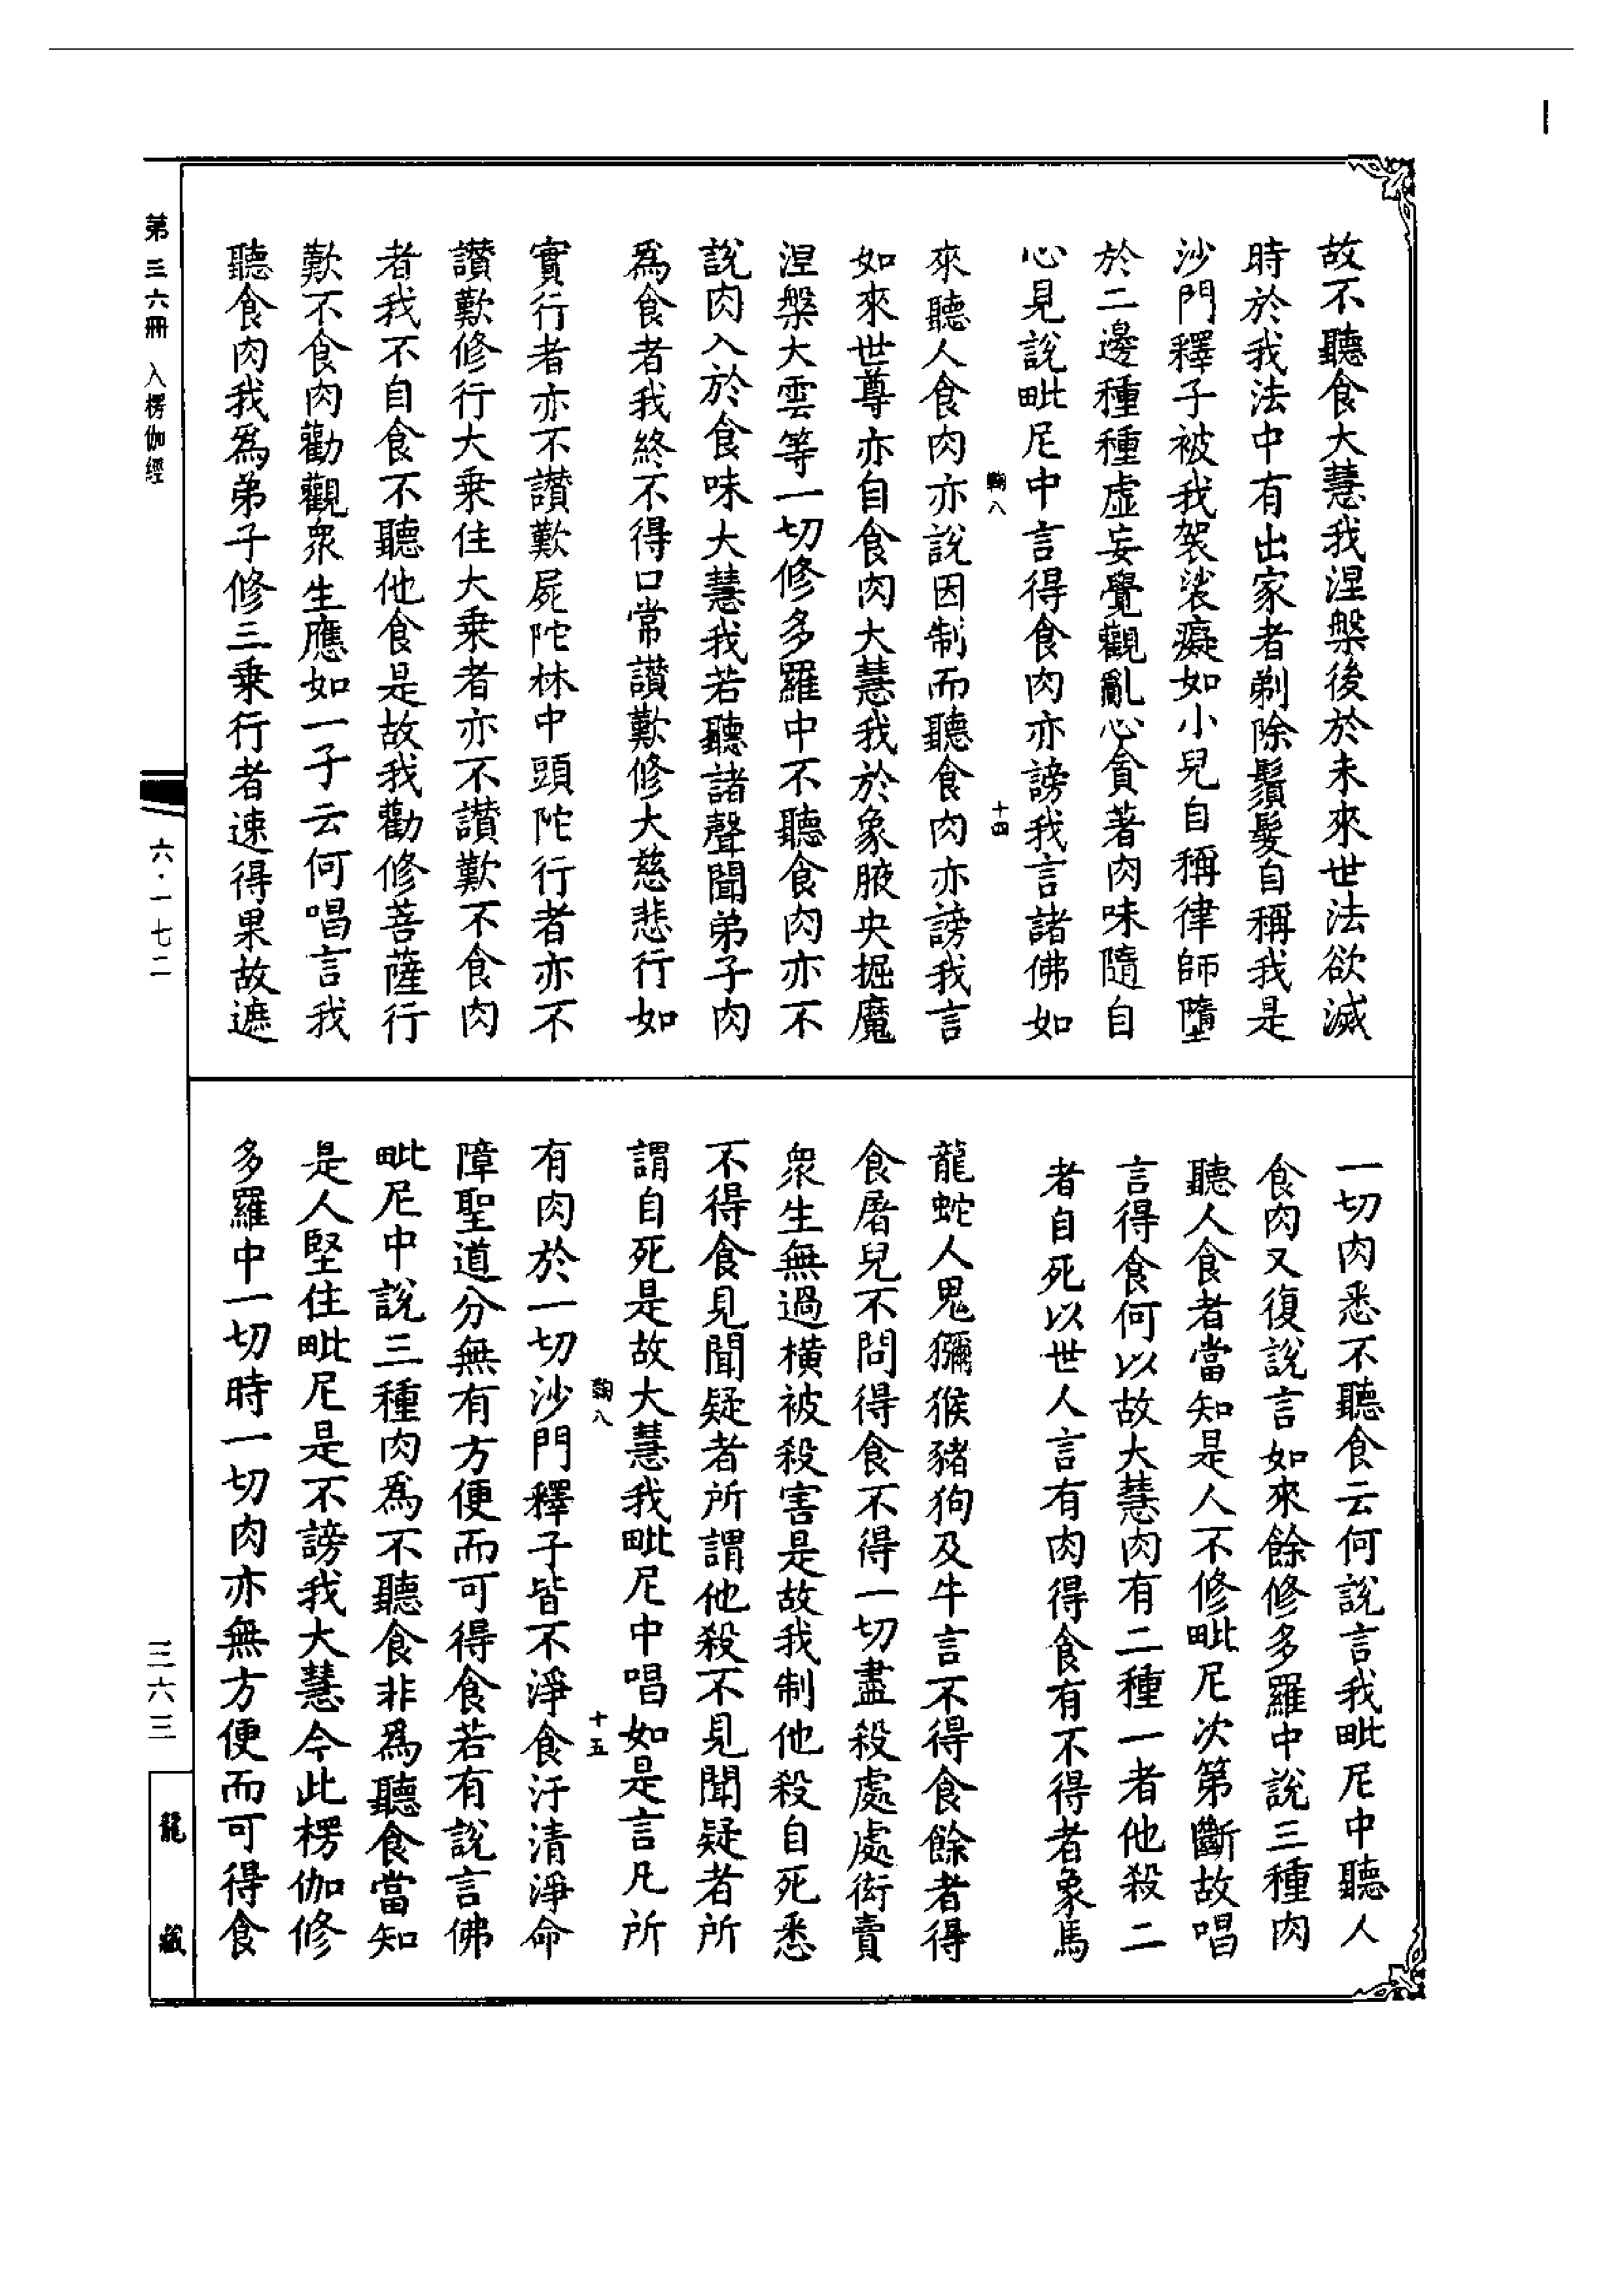 故不聽食大慧我涅槃後於未來世法欲滅
時於我法中有出家者剃除鬚髮自稱我是
沙門釋子被我袈裟癡如小兒自稱律師墮
於二邊種種虛妄覺觀亂心貪著肉味隨自
心見說毗尼中言得食肉亦謗我言諸佛如
鞠八
十四
來聽人食肉亦說因制而聽食肉亦謗我言
如來世尊亦自食肉大慧我於象腋央掘魔
涅槃大雲等一切修多羅中不聽食肉亦不
說肉入於食味大慧我若聽諸聲聞弟子肉
為食者我終不得口常讚歎修大慈悲行如
實行者亦不讚歎屍陀林中頭陀行者亦不
讚歎修行大乘住大乘者亦不讚歎不食肉
者我不自食不聽他食是故我勸修菩薩行
歎不食肉勸觀眾生應如一子云何唱言我
聽食肉我為弟子修三乘行者速得果故遮
一切肉悉不聽食云何說言我毗尼中聽人
食肉又復說言如來餘修多羅中說三種肉
聽人食者當知是人不修毗尼次第斷故唱
言得食何以故大慧肉有二種一者他殺二
者自死以世人言有肉得食有不得者象馬
龍蛇人鬼獼猴豬狗及牛言不得食餘者得
食屠兒不問得食不得一切盡殺處處衒賣
眾生無過橫被殺害是故我制他殺自死悉
不得食見聞疑者所謂他殺不見聞疑者所
謂自死是故大慧我毗尼中唱如是言凡所
鞠八
十五
有肉於一切沙門釋子皆不淨食汙清淨命
障聖道分無有方便而可得食若有說言佛
毗尼中說三種肉為不聽食非為聽食當知
是人堅住毗尼是不謗我大慧今此楞伽修
多羅中一切時一切肉亦無方便而可得食
第三六冊 入楞伽經
六·一七二
三六三
龍藏